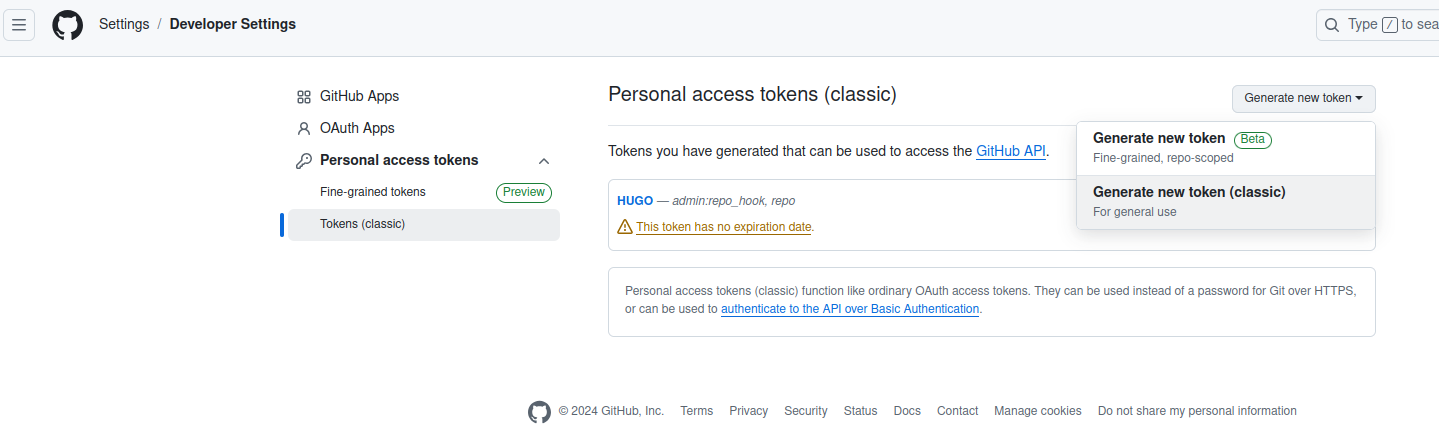 Settings / Developer Settings
Type / to sea
GitHub Apps
OAuth Apps
Personal access tokens
Fine-grained tokens Preview
Tokens (classic)
Personal access tokens (classic)
Generate new token
Generate new token Beta
Fine-grained, repo-scoped
Generate new token (classic)
For general use
Tokens you have generated that can be used to access the GitHub API.
HUGO — admin:repo_hook, repo
This token has no expiration date.
Personal access tokens (classic) function like ordinary OAuth access tokens. They can be used instead of a password for Git over HTTPS,
or can be used to authenticate to the API over Basic Authentication.
© 2024 GitHub, Inc. Terms Privacy Security Status Docs Contact Manage cookies Do not share my personal information